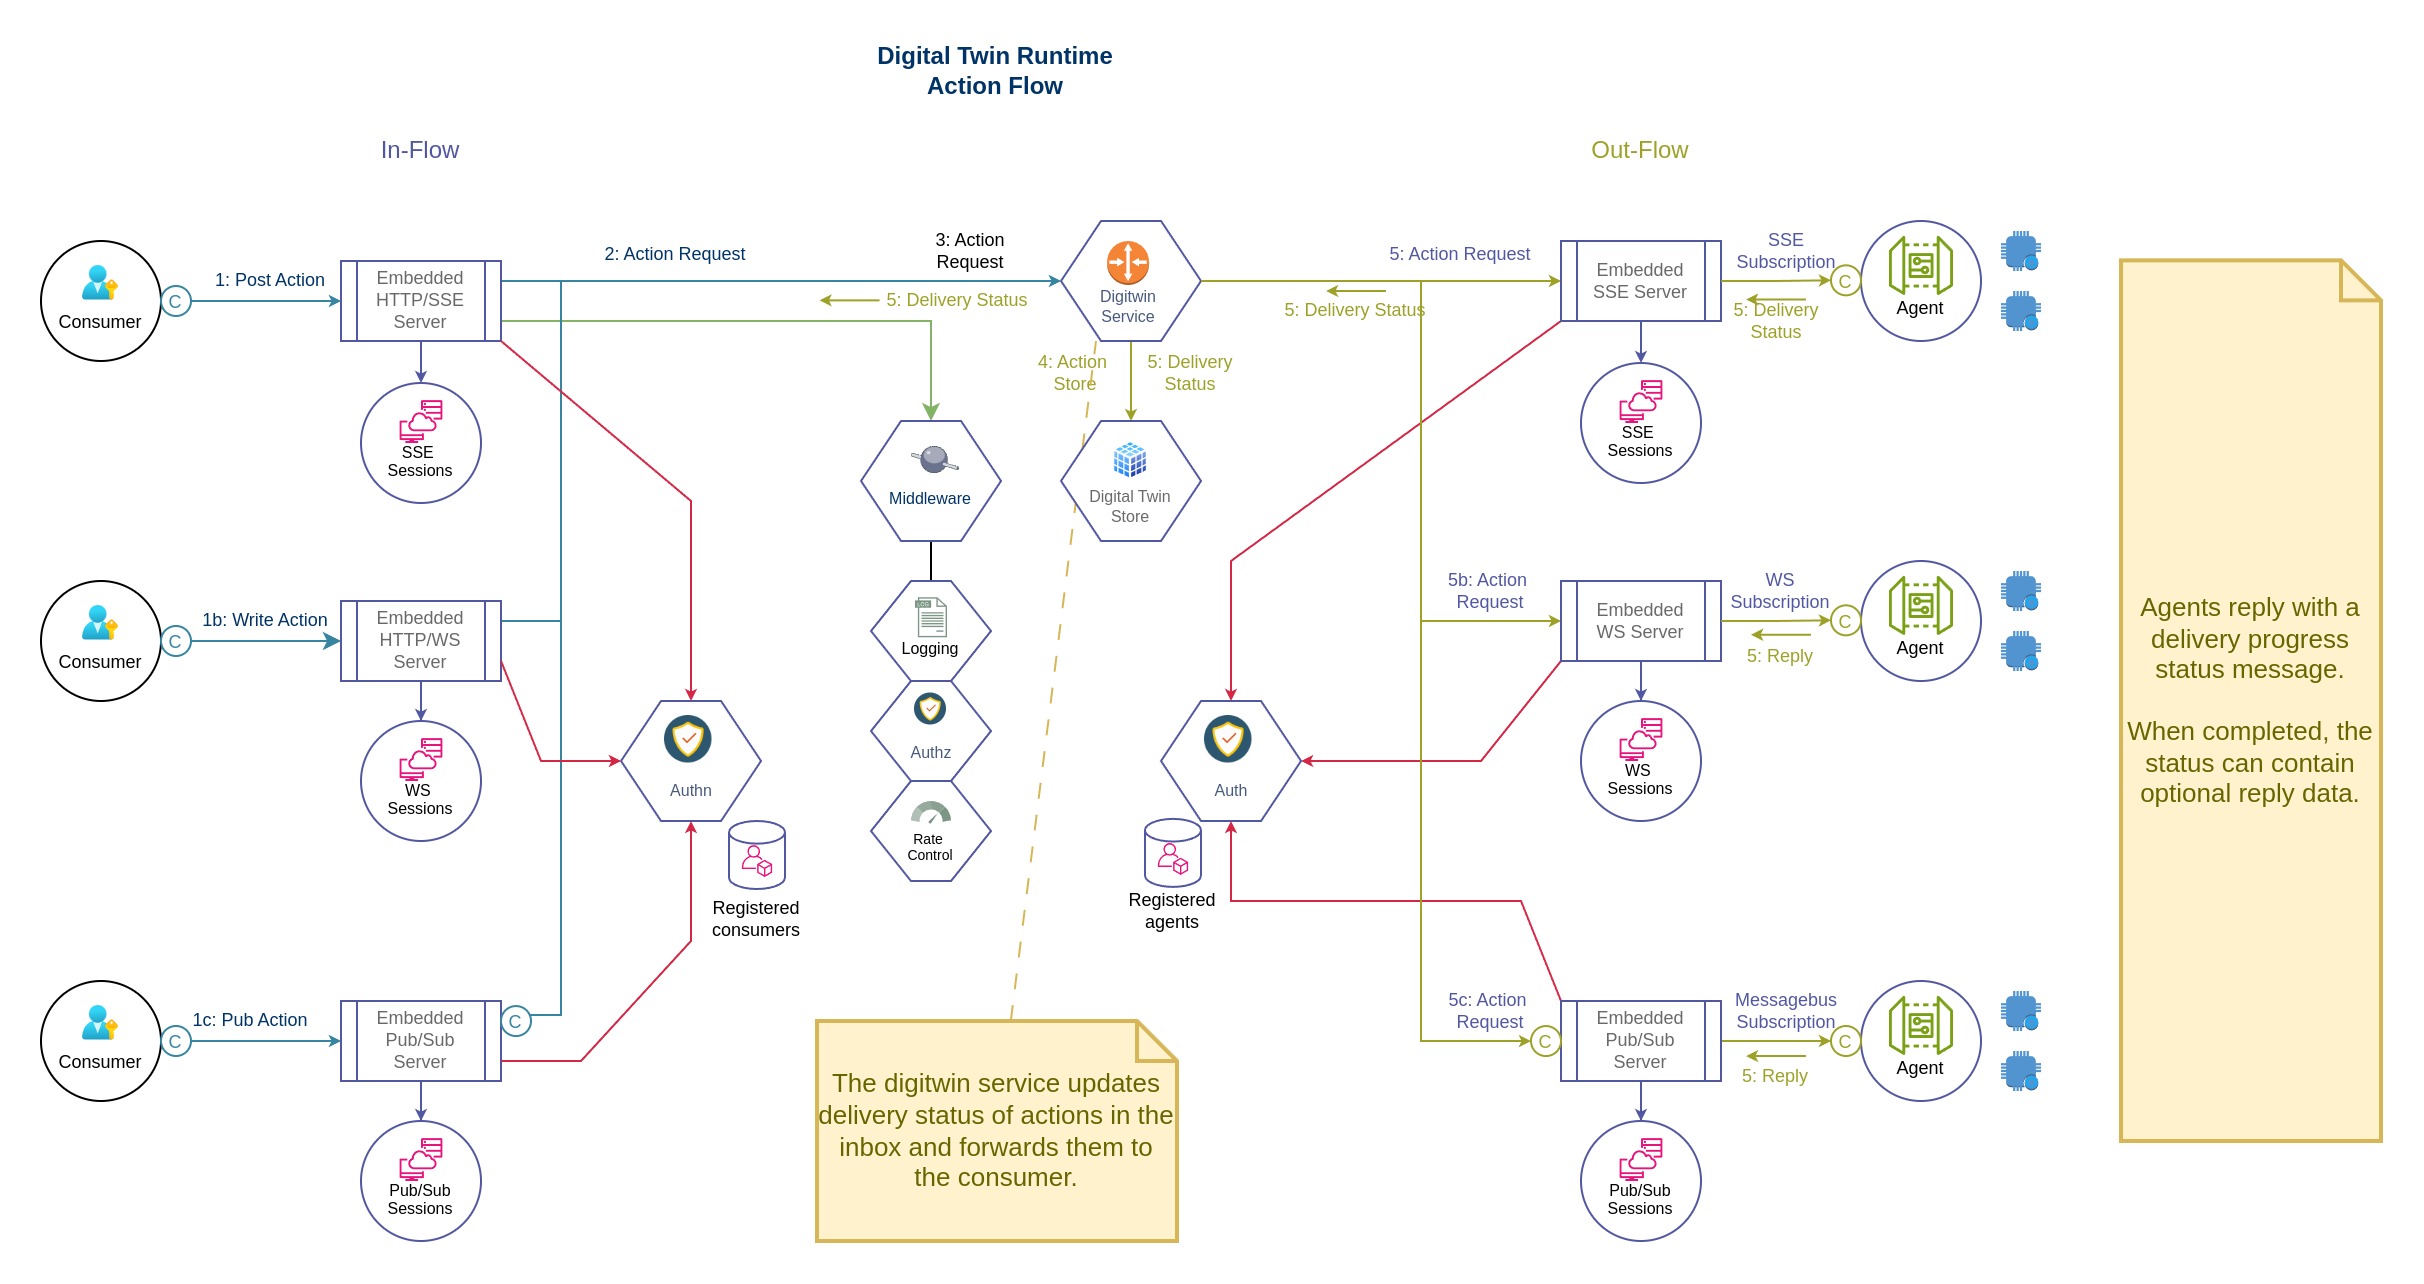 Digital Twin Runtime
Action Flow
In-Flow
Out-Flow
Consumer
C
1: Post Action
Embedded
HTTP/SSE
Server
SSE
Sessions
2: Action Request
3: Action
Request
5: Delivery Status
Digitwin
Service
4: Action
Store
5: Delivery
Status
Digital Twin
Store
Middleware
LOG
Logging
Authz
Rate
Control
5: Action Request
5: Delivery Status
Embedded
SSE Server
SSE
Subscription
5: Delivery
Status
C
Agent
SSE
Sessions
Consumer
C
1b: Write Action
Embedded
HTTP/WS
Server
WS
Sessions
Authn
Registered
consumers
Auth
Registered
agents
5b: Action
Request
Embedded
WS Server
WS
Subscription
5: Reply
C
Agent
WS
Sessions
Consumer
C
1c: Pub Action
Embedded
Pub/Sub
Server
C
Pub/Sub
Sessions
5c: Action
Request
C
Embedded
Pub/Sub
Server
Messagebus
Subscription
5: Reply
C
Agent
Pub/Sub
Sessions
The digitwin service updates
delivery status of actions in the
inbox and forwards them to
the consumer.
Agents reply with a
delivery progress
status message.
When completed, the
status can contain
optional reply data.